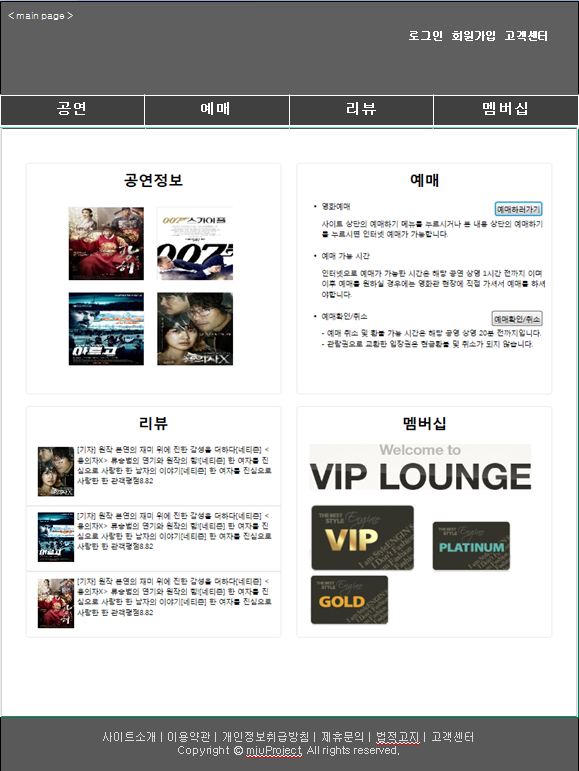 < main page >
로그인 회원가입 고객센터
공연 예매 리뷰 멤버십
공연정보
007 스카이폴
007
아르고
용의자X
예매
• 영화예매 예매하러가기
사이트 상단의 예매하기 메뉴를 누르시거나 본 내용 상단의 예매하기
를 누르시면 인터넷 예매가 가능합니다.
• 예매 가능 시간
인터넷으로 예매가 가능한 시간은 해당 공연 상영 1시간 전까지 이며
이후 예매를 원하실 경우에는 영화관 현장에 직접 가셔서 예매를 하셔
야합니다.
• 예매확인/취소 예매확인/취소
- 예매 취소 및 환불 가능 시간은 해당 공영 상영 20분 전까지입니다.
- 관람권으로 교환한 입장권은 현금환불 및 취소가 되지 않습니다.
리뷰
[기자] 원작 본연의 재미 위에 진한 감성을 더하다[네티즌] <
용의자X> 류승범의 연기와 원작의 힘![네티즌] 한 여자를 진
심으로 사랑한 한 남자의 이야기[네티즌] 한 여자를 진심으로
사랑한 한 관객평점8.82
[기자] 원작 본연의 재미 위에 진한 감성을 더하다[네티즌] <
용의자X> 류승범의 연기와 원작의 힘![네티즌] 한 여자를 진
심으로 사랑한 한 남자의 이야기[네티즌] 한 여자를 진심으로
사랑한 한 관객평점8.82
[기자] 원작 본연의 재미 위에 진한 감성을 더하다[네티즌] <
용의자X> 류승범의 연기와 원작의 힘![네티즌] 한 여자를 진
심으로 사랑한 한 남자의 이야기[네티즌] 한 여자를 진심으로
사랑한 한 관객평점8.82
멤버십
Welcome to
VIP LOUNGE
THE BEST
STYLE Engine
VIP
THE BEST
STYLE Engine
PLATINUM
THE BEST
STYLE Engine
GOLD
사이트소개 | 이용약관 | 개인정보취급방침 | 제휴문의 | 법적고지 | 고객센터
Copyright ⓒ mjuProject, All rights reserved.